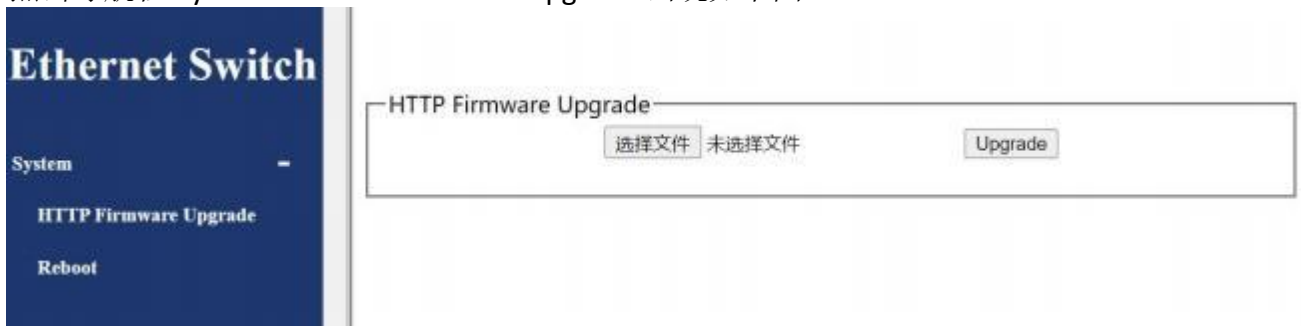 Ethernet Switch
System -
HTTP Firmware Upgrade
Reboot
HTTP Firmware Upgrade
选择文件 未选择文件 Upgrade